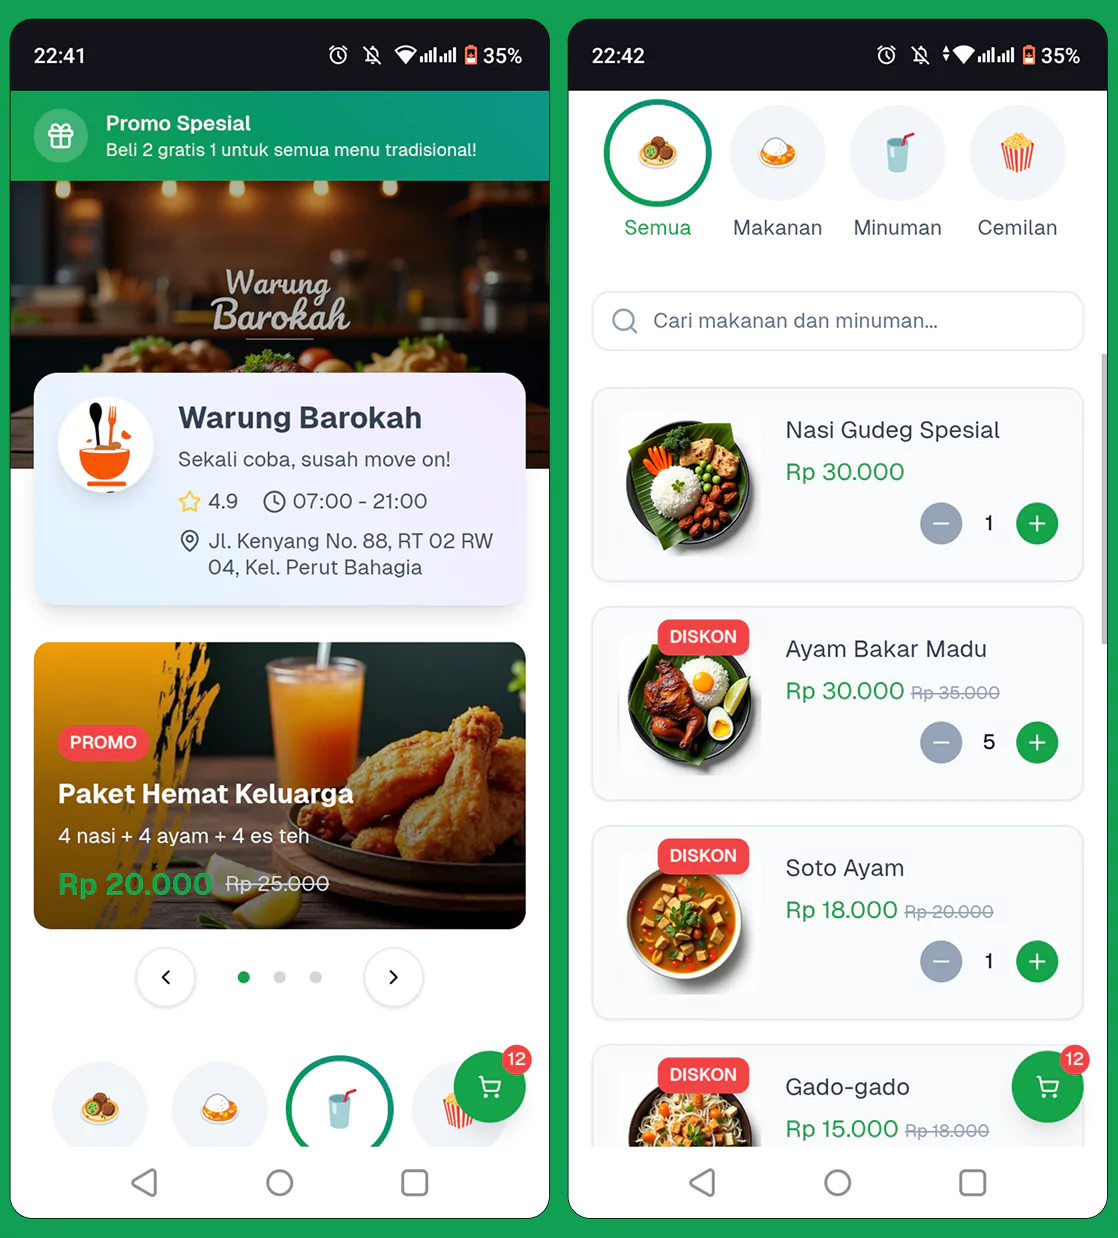 22:41
35%
Promo Spesial
Beli 2 gratis 1 untuk semua menu tradisional!
Warung
Barokah
Warung Barokah
Sekali coba, susah move on!
4.9 07:00 - 21:00
Jl. Kenyang No. 88, RT 02 RW
04, Kel. Perut Bahagia
PROMO
Paket Hemat Keluarga
4 nasi + 4 ayam + 4 es teh
Rp 20.000 Rp 25.000
12
22:42
35%
Semua Makanan Minuman Cemilan
Cari makanan dan minuman...
Nasi Gudeg Spesial
Rp 30.000
1
DISKON
Ayam Bakar Madu
Rp 30.000 Rp 35.000
5
DISKON
Soto Ayam
Rp 18.000 Rp 20.000
1
DISKON
Gado-gado
Rp 15.000 Rp 18.000
12